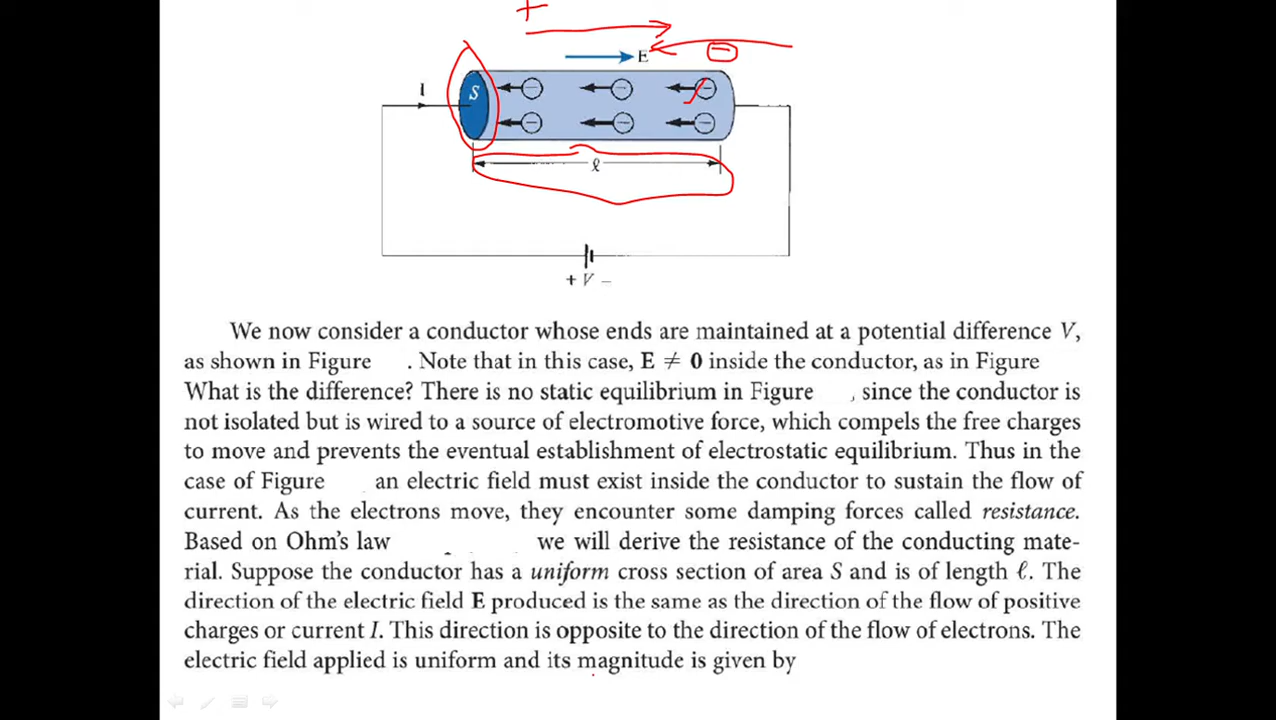 +
E
−
I
S
− − −
− − −
ℓ
+ V −
We now consider a conductor whose ends are maintained at a potential difference V,
as shown in Figure . Note that in this case, E ≠ 0 inside the conductor, as in Figure
What is the difference? There is no static equilibrium in Figure , since the conductor is
not isolated but is wired to a source of electromotive force, which compels the free charges
to move and prevents the eventual establishment of electrostatic equilibrium. Thus in the
case of Figure an electric field must exist inside the conductor to sustain the flow of
current. As the electrons move, they encounter some damping forces called resistance.
Based on Ohm's law we will derive the resistance of the conducting mate-
rial. Suppose the conductor has a uniform cross section of area S and is of length ℓ. The
direction of the electric field E produced is the same as the direction of the flow of positive
charges or current I. This direction is opposite to the direction of the flow of electrons. The
electric field applied is uniform and its magnitude is given by